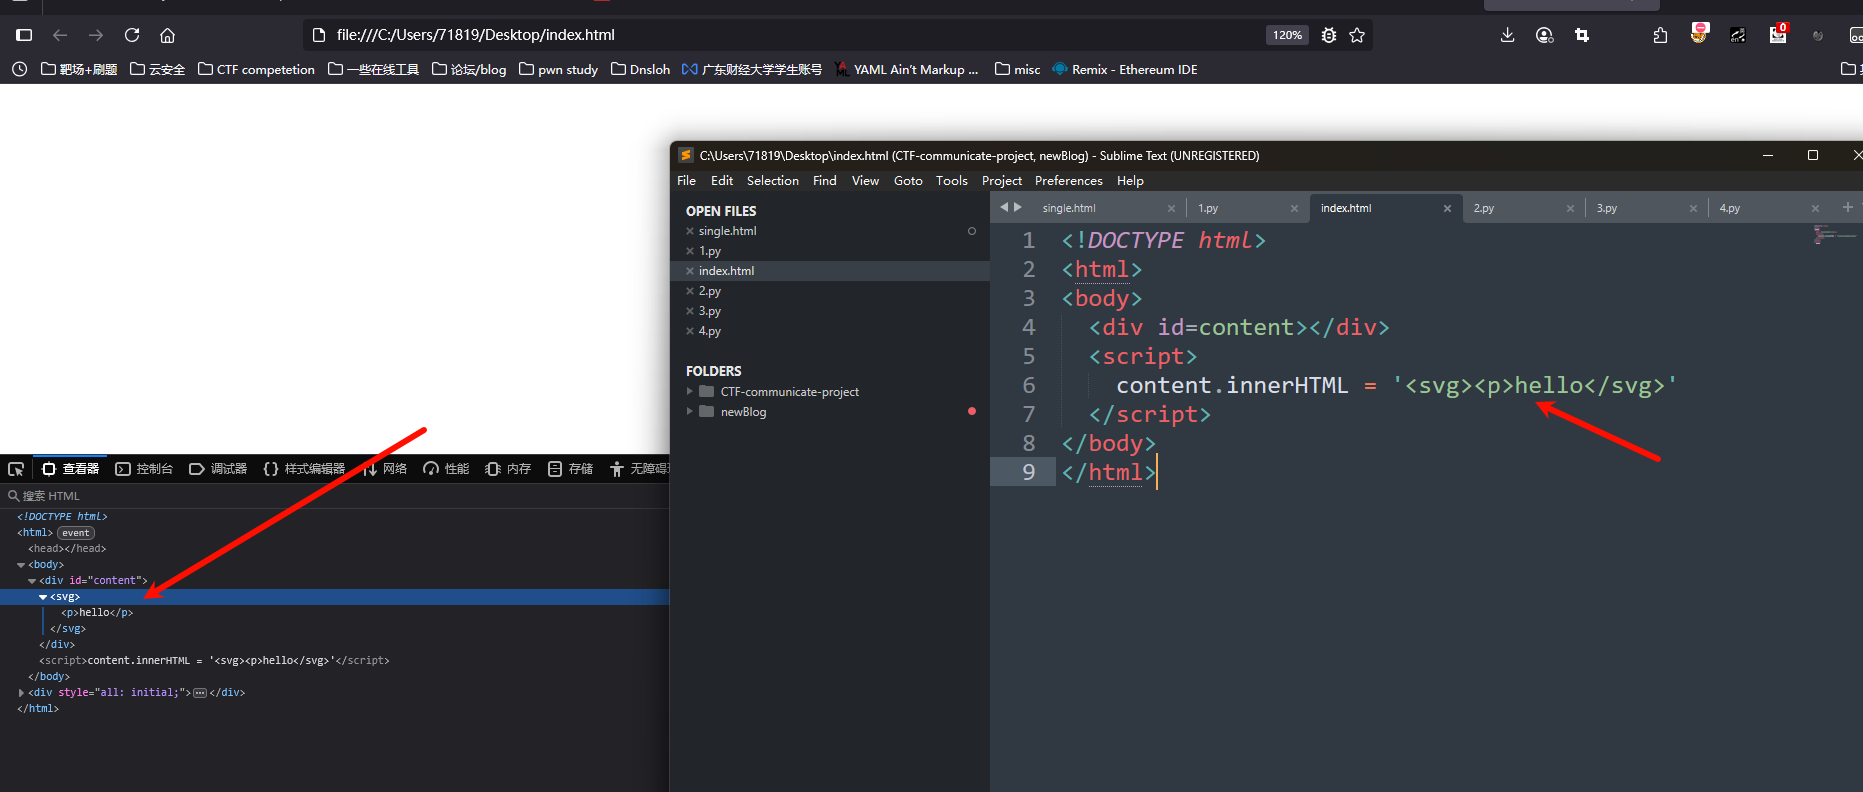 file:///C:/Users/71819/Desktop/index.html
120%
0
靶场+刷题 云安全 CTF competetion 一些在线工具 论坛/blog pwn study Dnsloh 广东财经大学学生账号 YAML Ain't Markup ... misc Remix - Ethereum IDE
C:\Users\71819\Desktop\index.html (CTF-communicate-project, newBlog) - Sublime Text (UNREGISTERED)
File Edit Selection Find View Goto Tools Project Preferences Help
OPEN FILES
single.html
1.py
index.html
2.py
3.py
4.py
FOLDERS
CTF-communicate-project
newBlog
single.html 1.py index.html 2.py 3.py 4.py
1 <!DOCTYPE html>
2 <html>
3 <body>
4 <div id=content></div>
5 <script>
6 content.innerHTML = '<svg><p>hello</svg>'
7 </script>
8 </body>
9 </html>
查看器 控制台 调试器 样式编辑器 网络 性能 内存 存储 无障碍
搜索 HTML
<!DOCTYPE html>
<html> event
<head></head>
<body>
<div id="content">
<svg>
<p>hello</p>
</svg>
</div>
<script>content.innerHTML = '<svg><p>hello</svg>'</script>
</body>
<div style="all: initial;"></div>
</html>